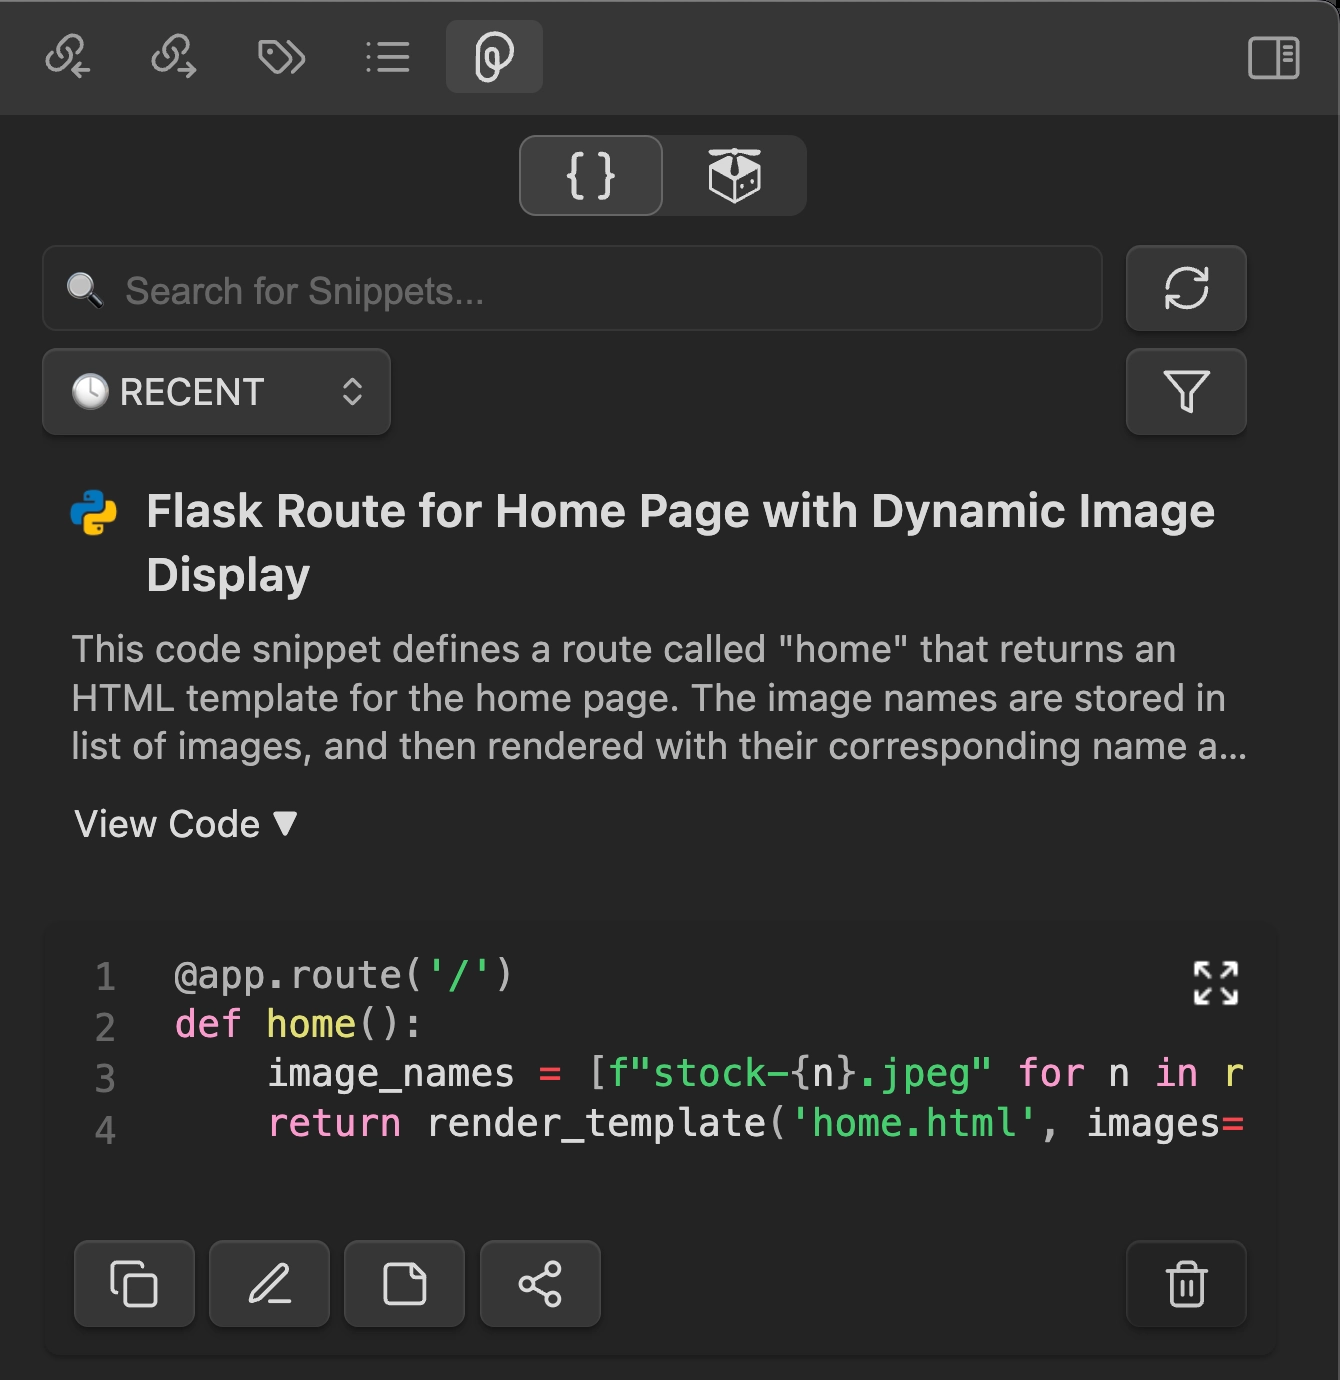 { }
Search for Snippets...
RECENT
Flask Route for Home Page with Dynamic Image
Display
This code snippet defines a route called "home" that returns an
HTML template for the home page. The image names are stored in
list of images, and then rendered with their corresponding name a...
View Code ▼
1 @app.route('/')
2 def home():
3     image_names = [f"stock-{n}.jpeg" for n in r
4     return render_template('home.html', images=